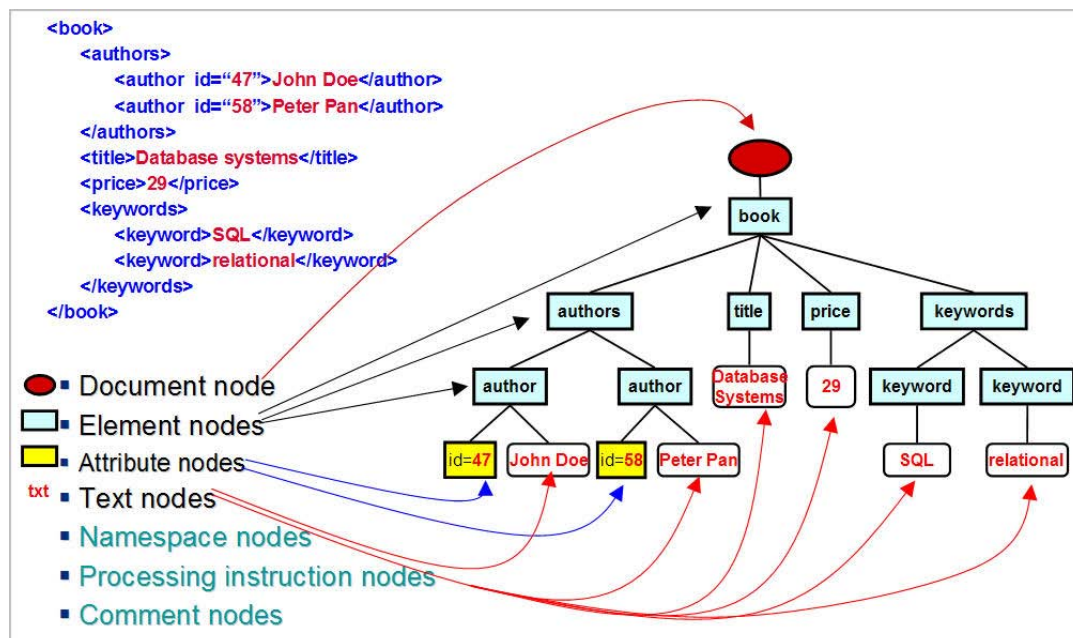 <book>
<authors>
<author id=“47”>John Doe</author>
<author id=“58”>Peter Pan</author>
</authors>
<title>Database systems</title>
<price>29</price>
<keywords>
<keyword>SQL</keyword>
<keyword>relational</keyword>
</keywords>
</book>
book
authors title price keywords
author author Database Systems 29 keyword keyword
id=47 John Doe id=58 Peter Pan SQL relational
Document node
Element nodes
Attribute nodes
txt Text nodes
Namespace nodes
Processing instruction nodes
Comment nodes